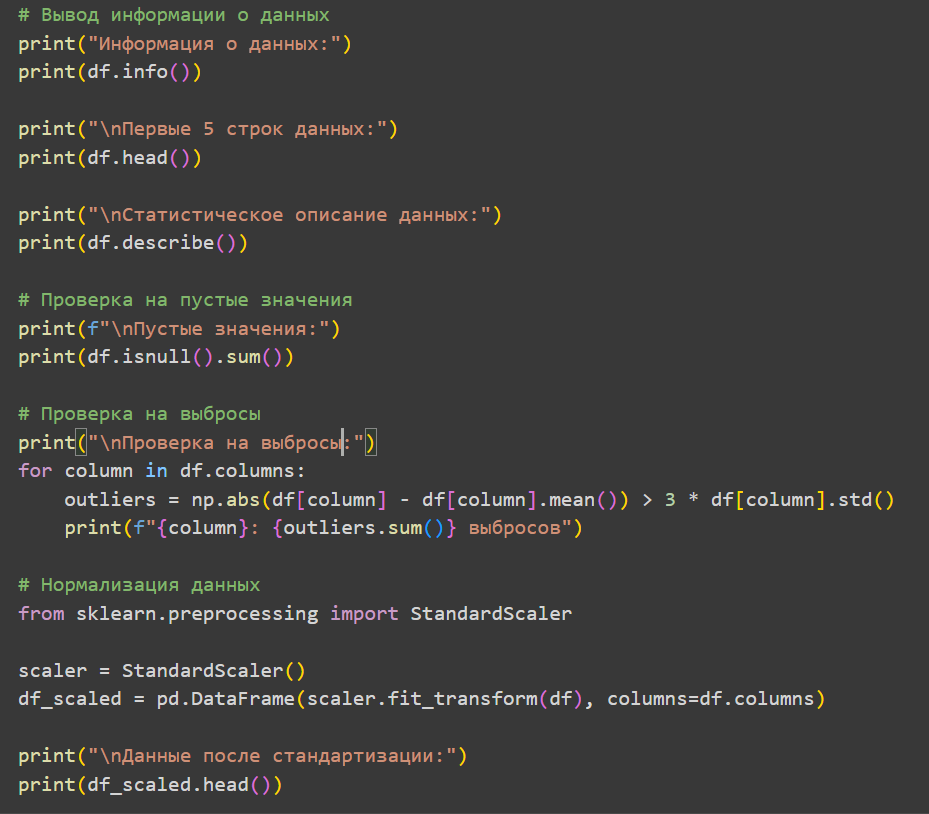 # Вывод информации о данных
print("Информация о данных:")
print(df.info())
print("\nПервые 5 строк данных:")
print(df.head())
print("\nСтатистическое описание данных:")
print(df.describe())
# Проверка на пустые значения
print(f"\nПустые значения:")
print(df.isnull().sum())
# Проверка на выбросы
print("\nПроверка на выбросы:")
for column in df.columns:
    outliers = np.abs(df[column] - df[column].mean()) > 3 * df[column].std()
    print(f"{column}: {outliers.sum()} выбросов")
# Нормализация данных
from sklearn.preprocessing import StandardScaler
scaler = StandardScaler()
df_scaled = pd.DataFrame(scaler.fit_transform(df), columns=df.columns)
print("\nДанные после стандартизации:")
print(df_scaled.head())